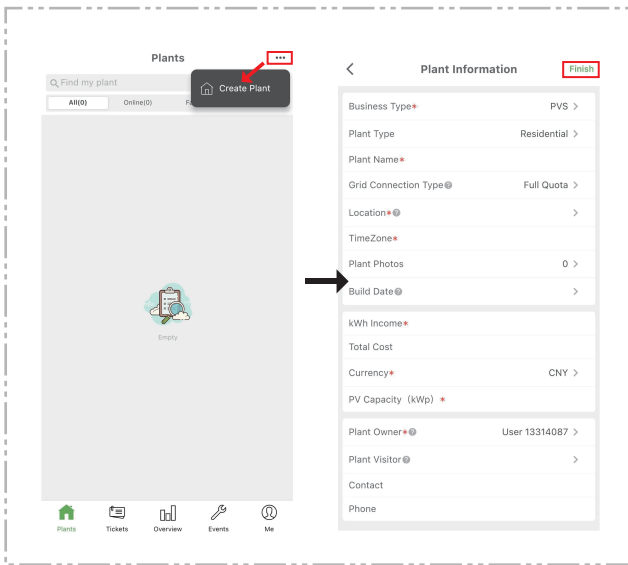 Plants
•••
Find my plant
Create Plant
All(0)
Online(0)
Empty
Plants
Tickets
Overview
Events
Me
Plant Information
Finish
Business Type* PVS
Plant Type Residential
Plant Name*
Grid Connection Type Full Quota
Location*
TimeZone*
Plant Photos 0
Build Date
kWh Income*
Total Cost
Currency* CNY
PV Capacity (kWp) *
Plant Owner* User 13314087
Plant Visitor
Contact
Phone